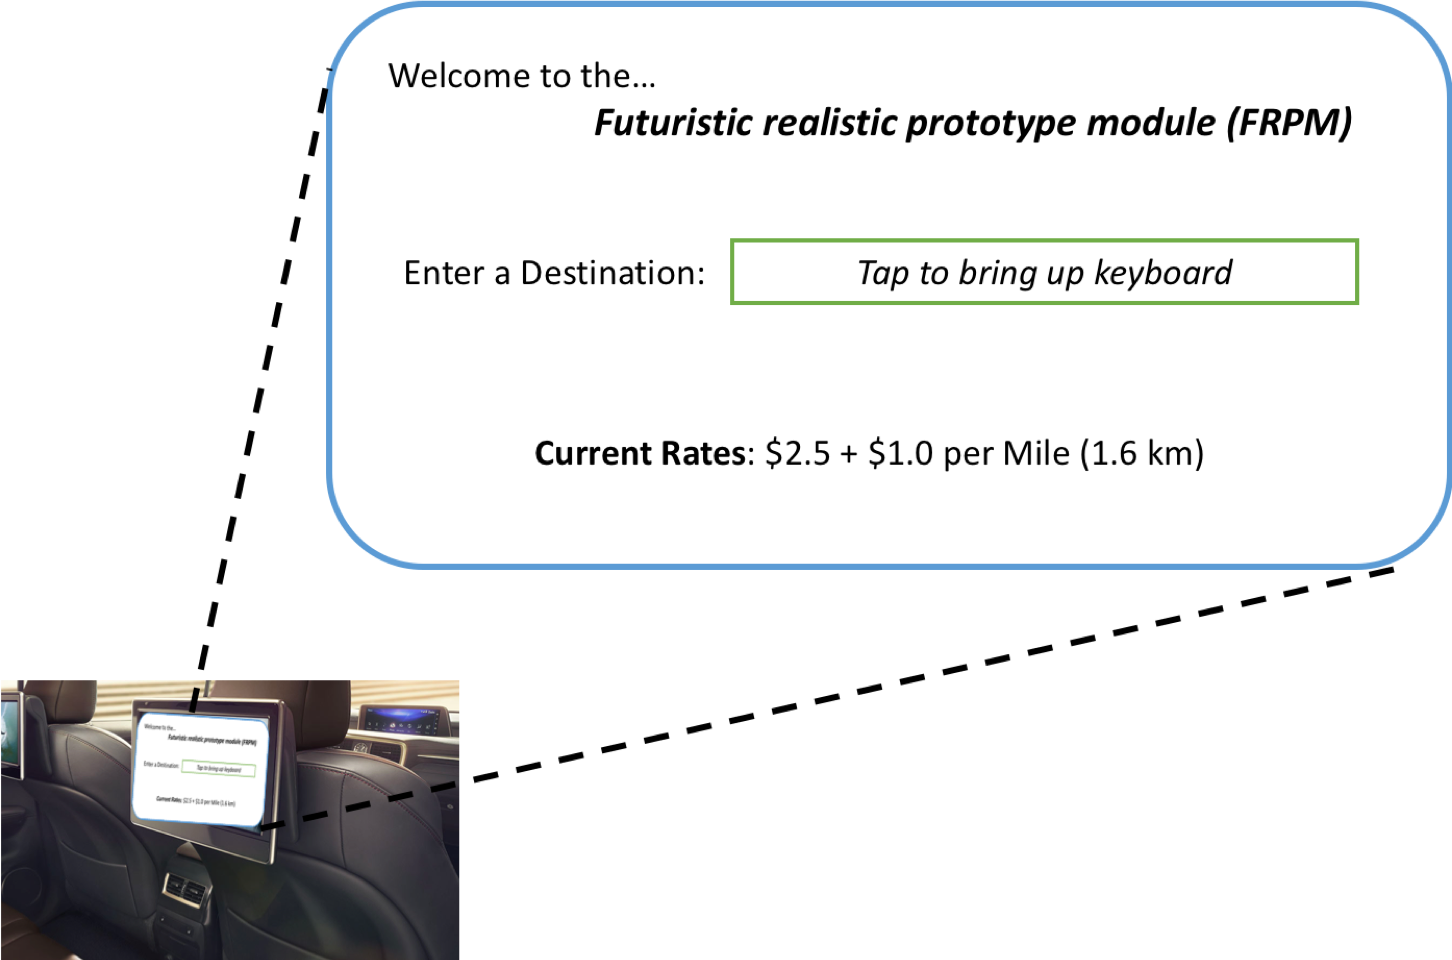 Welcome to the...
Futuristic realistic prototype module (FRPM)
Enter a Destination:
Tap to bring up keyboard
Current Rates: $2.5 + $1.0 per Mile (1.6 km)
Welcome to the...
Futuristic realistic prototype module (FRPM)
Enter a Destination:
Tap to bring up keyboard
Current Rates: $2.5 + $1.0 per Mile (1.6 km)